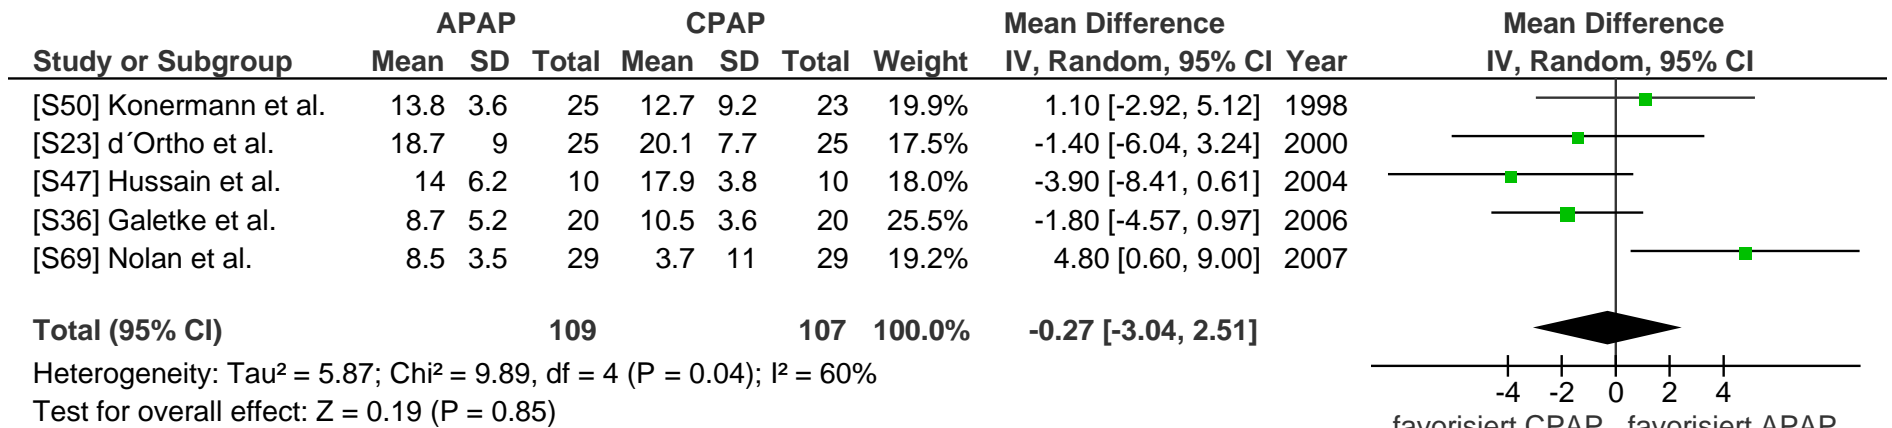 APAP CPAP Mean Difference Mean Difference
Study or Subgroup Mean SD Total Mean SD Total Weight IV, Random, 95% CI Year IV, Random, 95% CI
[S50] Konermann et al. 13.8 3.6 25 12.7 9.2 23 19.9% 1.10 [-2.92, 5.12] 1998
[S23] d´Ortho et al. 18.7 9 25 20.1 7.7 25 17.5% -1.40 [-6.04, 3.24] 2000
[S47] Hussain et al. 14 6.2 10 17.9 3.8 10 18.0% -3.90 [-8.41, 0.61] 2004
[S36] Galetke et al. 8.7 5.2 20 10.5 3.6 20 25.5% -1.80 [-4.57, 0.97] 2006
[S69] Nolan et al. 8.5 3.5 29 3.7 11 29 19.2% 4.80 [0.60, 9.00] 2007
Total (95% CI) 109 107 100.0% -0.27 [-3.04, 2.51]
Heterogeneity: Tau² = 5.87; Chi² = 9.89, df = 4 (P = 0.04); I² = 60%
Test for overall effect: Z = 0.19 (P = 0.85)
-4 -2 0 2 4
favorisiert CPAP favorisiert APAP